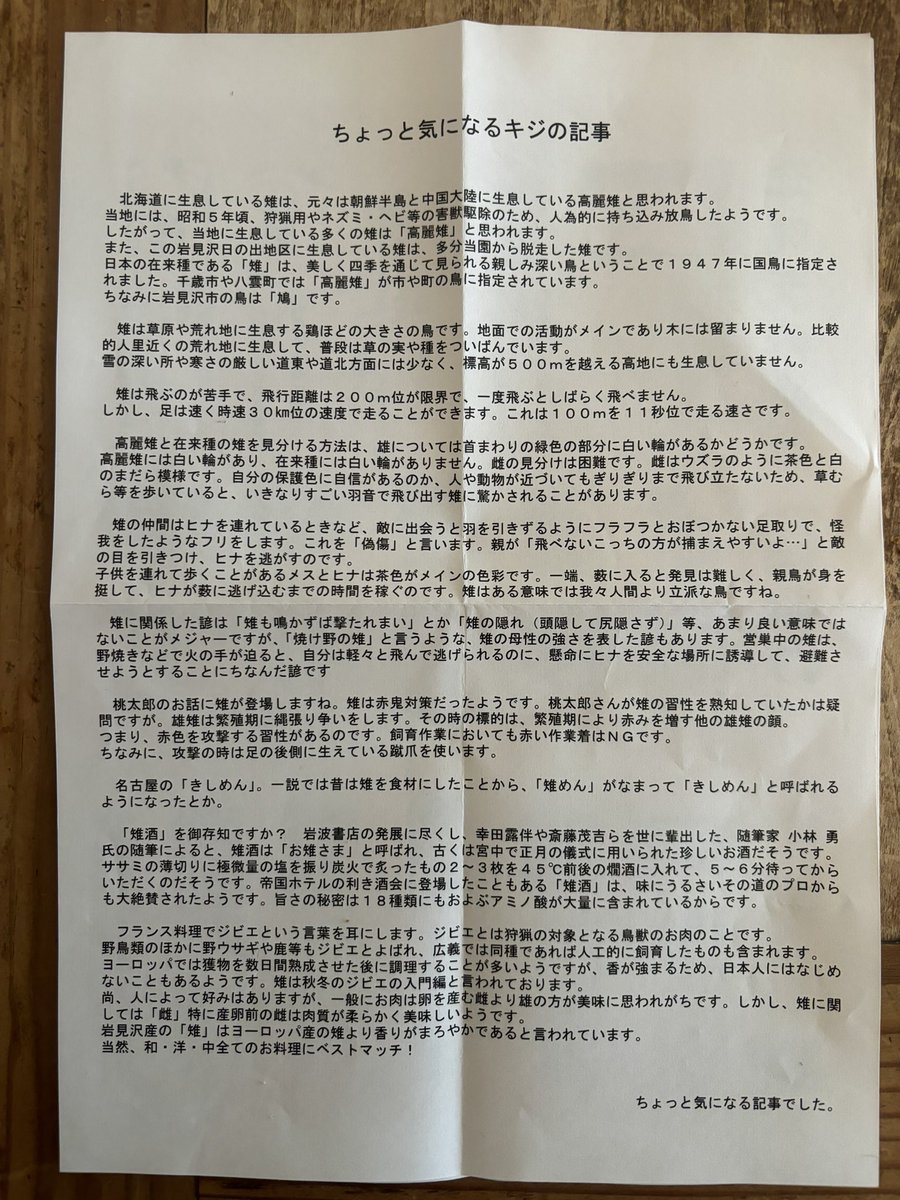 ちょっと気になるキジの記事
北海道に生息している雉は、元々は朝鮮半島と中国大陸に生息している高麗雉と思われます。
当地には、昭和５年頃、狩猟用やネズミ・ヘビ等の害獣駆除のため、人為的に持ち込み放鳥したようです。
したがって、当地に生息している多くの雉は「高麗雉」と思われます。
また、この岩見沢日の出地区に生息している雉は、多分当園から脱走した雉です。
日本の在来種である「雉」は、美しく四季を通じて見られる親しみ深い鳥ということで１９４７年に国鳥に指定さ
れました。千歳市や八雲町では「高麗雉」が市や町の鳥に指定されています。
ちなみに岩見沢市の鳥は「鳩」です。
雉は草原や荒れ地に生息する鶏ほどの大きさの鳥です。地面での活動がメインであり木には留まりません。比較
的人里近くの荒れ地に生息して、普段は草の実や種をついばんでいます。
雪の深い所や寒さの厳しい道東や道北方面には少なく、標高が５００ｍを越える高地にも生息していません。
雉は飛ぶのが苦手で、飛行距離は２００ｍ位が限界で、一度飛ぶとしばらく飛べません。
しかし、足は速く時速３０㎞位の速度で走ることができます。これは１００ｍを１１秒位で走る速さです。
高麗雉と在来種の雉を見分ける方法は、雄については首まわりの緑色の部分に白い輪があるかどうかです。
高麗雉には白い輪があり、在来種には白い輪がありません。雌の見分けは困難です。雌はウズラのように茶色と白
のまだら模様です。自分の保護色に自信があるのか、人や動物が近づいてもぎりぎりまで飛び立たないため、草む
ら等を歩いていると、いきなりすごい羽音で飛び出す雉に驚かされることがあります。
雉の仲間はヒナを連れているときなど、敵に出会うと羽を引きずるようにフラフラとおぼつかない足取りで、怪
我をしたようなフリをします。これを「偽傷」と言います。親が「飛べないこっちの方が捕まえやすいよ…」と敵
の目を引きつけ、ヒナを逃がすのです。
子供を連れて歩くことがあるメスとヒナは茶色がメインの色彩です。一端、薮に入ると発見は難しく、親鳥が身を
挺して、ヒナが薮に逃げ込むまでの時間を稼ぐのです。雉はある意味では我々人間より立派な鳥ですね。
雉に関係した諺は「雉も鳴かずば撃たれまい」とか「雉の隠れ（頭隠して尻隠さず）」等、あまり良い意味では
ないことがメジャーですが、「焼け野の雉」と言うような、雉の母性の強さを表した諺もあります。営巣中の雉は、
野焼きなどで火の手が迫ると、自分は軽々と飛んで逃げられるのに、懸命にヒナを安全な場所に誘導して、避難さ
せようとすることにちなんだ諺です
桃太郎のお話に雉が登場しますね。雉は赤鬼対策だったようです。桃太郎さんが雉の習性を熟知していたかは疑
問ですが。雄雉は繁殖期に縄張り争いをします。その時の標的は、繁殖期により赤みを増す他の雄雉の顔。
つまり、赤色を攻撃する習性があるのです。飼育作業においても赤い作業着はＮＧです。
ちなみに、攻撃の時は足の後側に生えている蹴爪を使います。
名古屋の「きしめん」。一説では昔は雉を食材にしたことから、「雉めん」がなまって「きしめん」と呼ばれる
ようになったとか。
「雉酒」を御存知ですか？　岩波書店の発展に尽くし、幸田露伴や斎藤茂吉らを世に輩出した、随筆家 小林 勇
氏の随筆によると、雉酒は「お雉さま」と呼ばれ、古くは宮中で正月の儀式に用いられた珍しいお酒だそうです。
ササミの薄切りに極微量の塩を振り炭火で炙ったもの２～３枚を４５℃前後の燗酒に入れて、５～６分待ってから
いただくのだそうです。帝国ホテルの利き酒会に登場したこともある「雉酒」は、味にうるさいその道のプロから
も大絶賛されたようです。旨さの秘密は１８種類にもおよぶアミノ酸が大量に含まれているからです。
フランス料理でジビエという言葉を耳にします。ジビエとは狩猟の対象となる鳥獣のお肉のことです。
野鳥類のほかに野ウサギや鹿等もジビエとよばれ、広義では同種であれば人工的に飼育したものも含まれます。
ヨーロッパでは獲物を数日間熟成させた後に調理することが多いようですが、香が強まるため、日本人にはなじめ
ないこともあるようです。雉は秋冬のジビエの入門編と言われております。
尚、人によって好みはありますが、一般にお肉は卵を産む雌より雄の方が美味に思われがちです。しかし、雉に関
しては「雌」特に産卵前の雌は肉質が柔らかく美味しいようです。
岩見沢産の「雉」はヨーロッパ産の雉より香りがまろやかであると言われています。
当然、和・洋・中全てのお料理にベストマッチ！
ちょっと気になる記事でした。